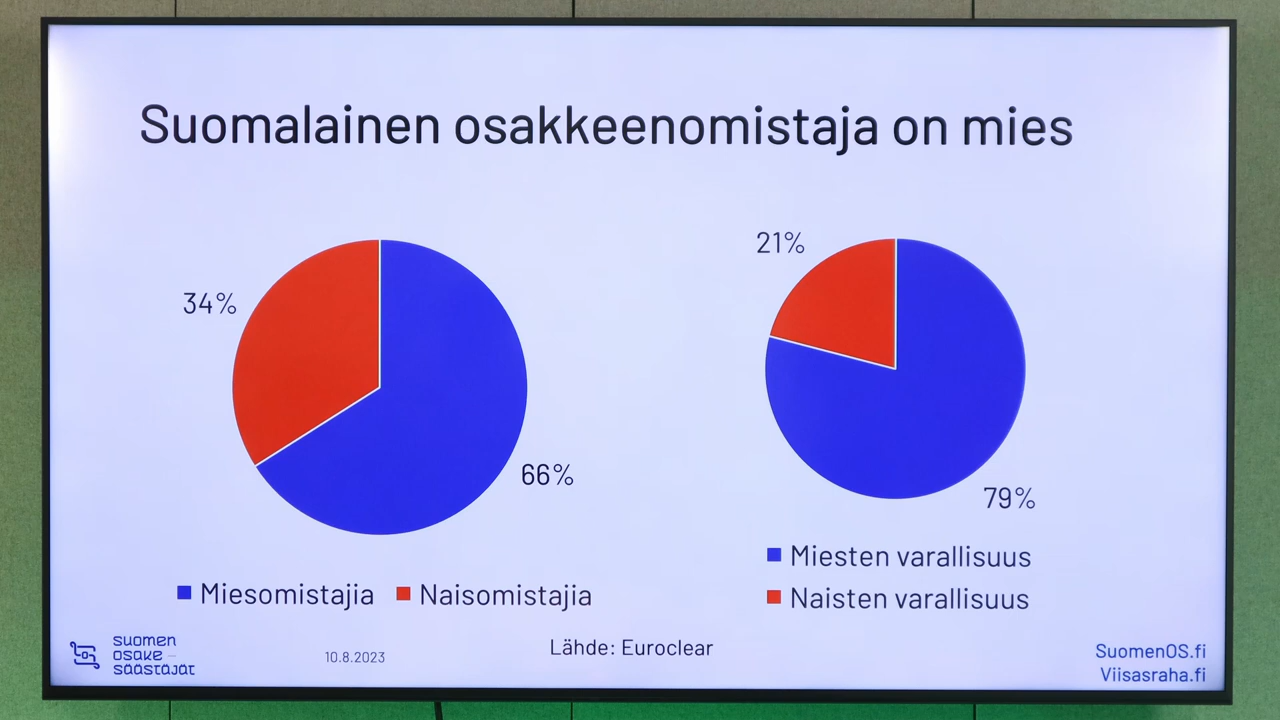 Suomalainen osakkeenomistaja on mies
34%
66%
Miesomistajia Naisomistajia
21%
79%
Miesten varallisuus
Naisten varallisuus
suomen
osake
säästäjät
10.8.2023
Lähde: Euroclear
SuomenOS.fi
Viisasraha.fi